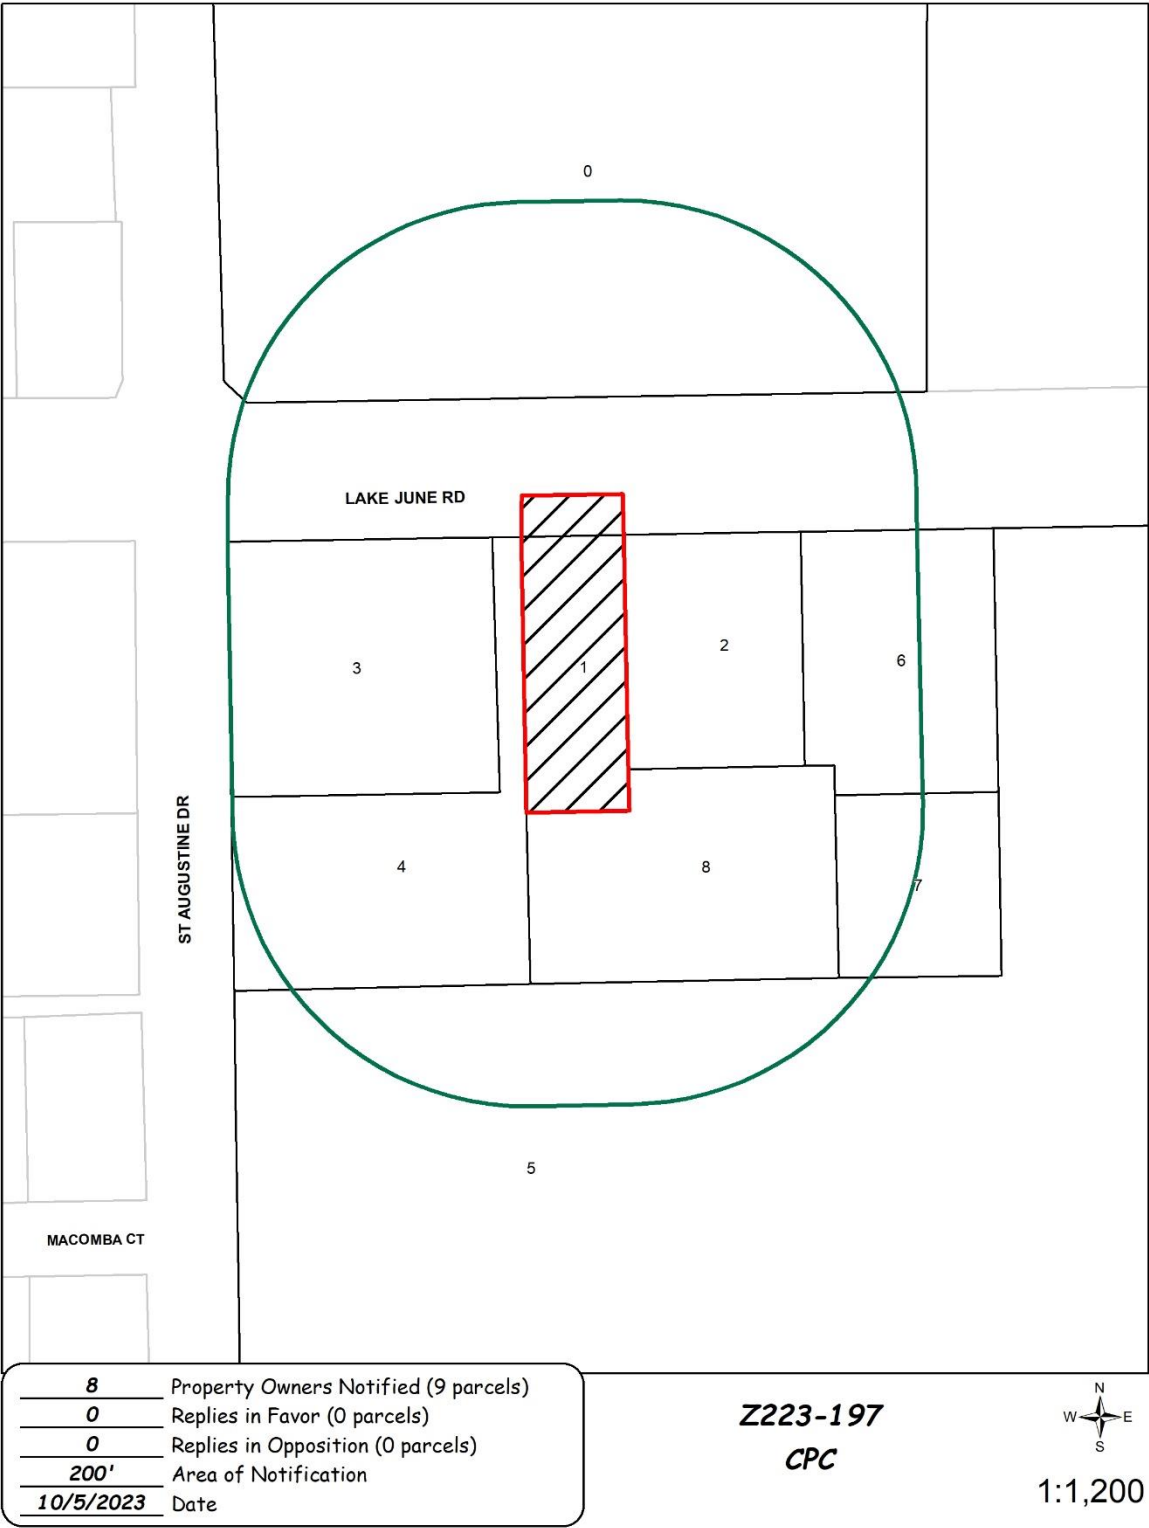 0
LAKE JUNE RD
3
1
2
6
ST AUGUSTINE DR
4
8
7
5
MACOMBA CT
8 Property Owners Notified (9 parcels)
0 Replies in Favor (0 parcels)
0 Replies in Opposition (0 parcels)
200' Area of Notification
10/5/2023 Date
Z223-197
CPC
N
W E
S
1:1,200